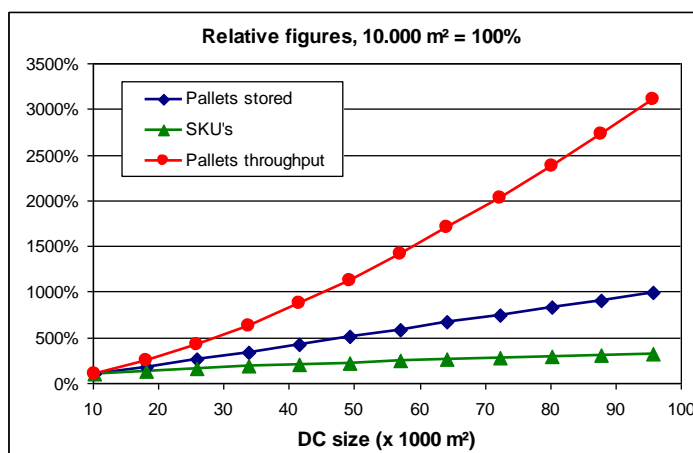 Relative figures, 10.000 m² = 100%
3500%
3000%
2500%
2000%
1500%
1000%
500%
0%
Pallets stored
SKU's
Pallets throughput
10 20 30 40 50 60 70 80 90 100
DC size (x 1000 m²)